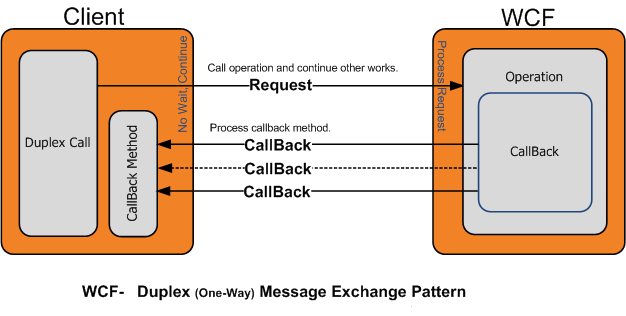 Client
WCF
No Wait, Continue
Process Request
Call operation and continue other works.
Request
Operation
Duplex Call
CallBack Method
Process callback method.
CallBack
CallBack
CallBack
CallBack
WCF- Duplex (One-Way) Message Exchange Pattern